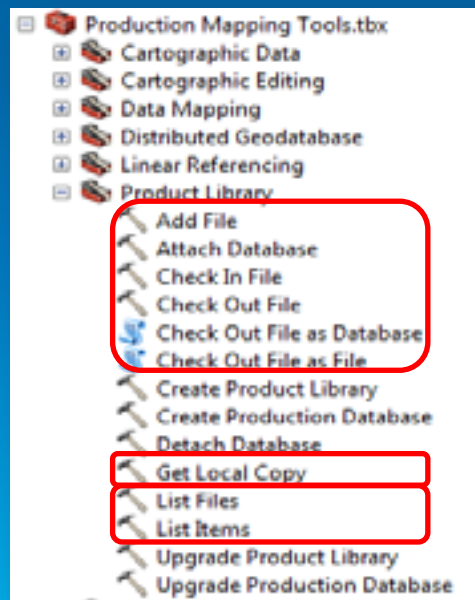 Production Mapping Tools.tbx
Cartographic Data
Cartographic Editing
Data Mapping
Distributed Geodatabase
Linear Referencing
Product Library
Add File
Attach Database
Check In File
Check Out File
Check Out File as Database
Check Out File as File
Create Product Library
Create Production Database
Detach Database
Get Local Copy
List Files
List Items
Upgrade Product Library
Upgrade Production Database